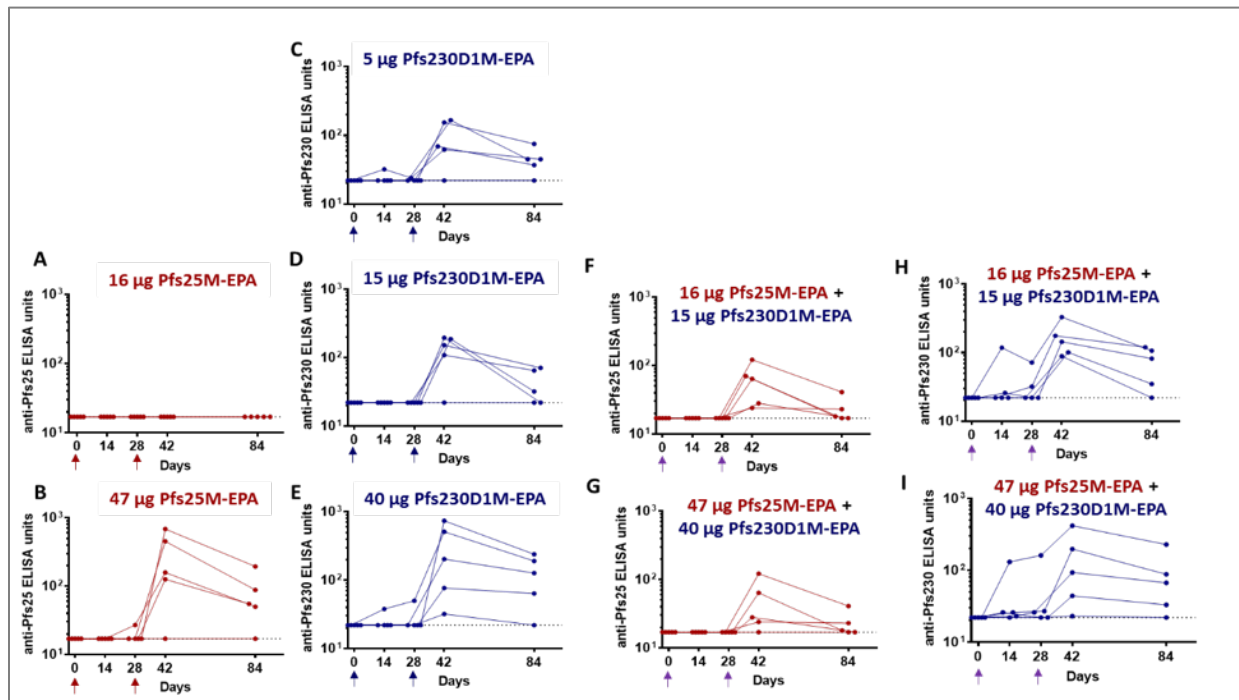 C
5 µg Pfs230D1M-EPA
anti-Pfs230 ELISA units
10³
10²
10¹
0 14 28 42 84
Days
A
16 µg Pfs25M-EPA
anti-Pfs25 ELISA units
10³
10²
10¹
0 14 28 42 84
Days
D
15 µg Pfs230D1M-EPA
anti-Pfs230 ELISA units
10³
10²
10¹
0 14 28 42 84
Days
F
16 µg Pfs25M-EPA +
15 µg Pfs230D1M-EPA
anti-Pfs25 ELISA units
10³
10²
10¹
0 14 28 42 84
Days
H
16 µg Pfs25M-EPA +
15 µg Pfs230D1M-EPA
anti-Pfs230 ELISA units
10³
10²
10¹
0 14 28 42 84
Days
B
47 µg Pfs25M-EPA
anti-Pfs25 ELISA units
10³
10²
10¹
0 14 28 42 84
Days
E
40 µg Pfs230D1M-EPA
anti-Pfs230 ELISA units
10³
10²
10¹
0 14 28 42 84
Days
G
47 µg Pfs25M-EPA +
40 µg Pfs230D1M-EPA
anti-Pfs25 ELISA units
10³
10²
10¹
0 14 28 42 84
Days
I
47 µg Pfs25M-EPA +
40 µg Pfs230D1M-EPA
anti-Pfs230 ELISA units
10³
10²
10¹
0 14 28 42 84
Days